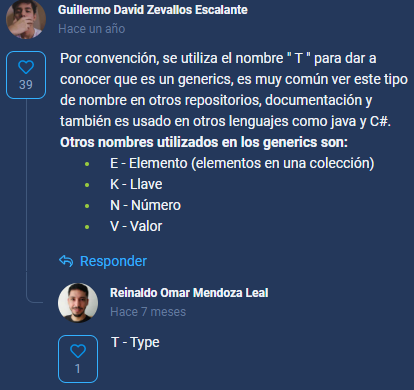 Guillermo David Zevallos Escalante
Hace un año
39
Por convención, se utiliza el nombre " T " para dar a
conocer que es un generics, es muy común ver este tipo
de nombre en otros repositorios, documentación y
también es usado en otros lenguajes como java y C#.
Otros nombres utilizados en los generics son:
• E - Elemento (elementos en una colección)
• K - Llave
• N - Número
• V - Valor
Responder
Reinaldo Omar Mendoza Leal
Hace 7 meses
1
T - Type